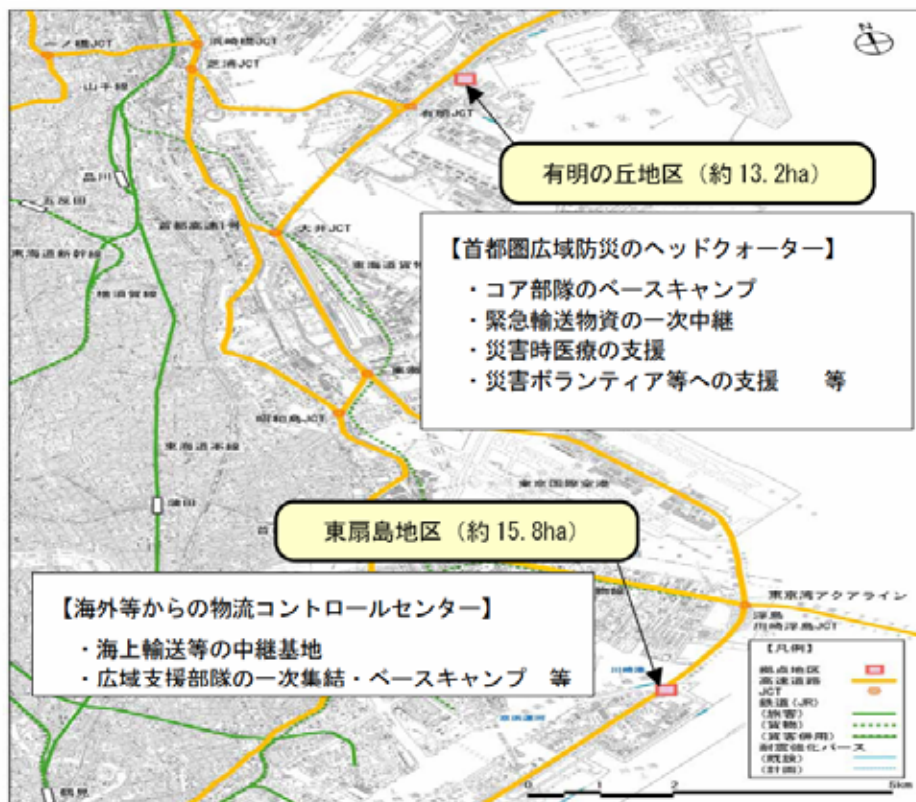 一ノ橋JCT
浜崎橋JCT
芝浦JCT
山手線
有明JCT
N
品川
五反田
有明の丘地区（約13.2ha）
首都高速1号
大井JCT
東海道新幹線
横須賀線
【首都圏広域防災のヘッドクォーター】
・コア部隊のベースキャンプ
・緊急輸送物資の一次中継
・災害時医療の支援
・災害ボランティア等への支援　等
昭和島JCT
東海道本線
東京国際空港
蒲田
東扇島地区（約15.8ha）
【海外等からの物流コントロールセンター】
・海上輸送等の中継基地
・広域支援部隊の一次集結・ベースキャンプ　等
東京湾アクアライン
浮島
川崎浮島JCT
川崎港
京浜運河
鶴見
【凡例】
拠点地区
高速道路
JCT
鉄道(JR)
(旅客)
(貨物)
(貨客併用)
耐震強化バース
(既設)
(計画)
0 1 2 5km